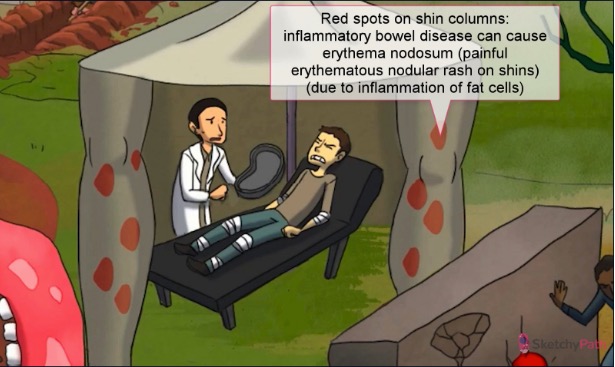 Red spots on shin columns:
inflammatory bowel disease can cause
erythema nodosum (painful
erythematous nodular rash on shins)
(due to inflammation of fat cells)
SketchyPath